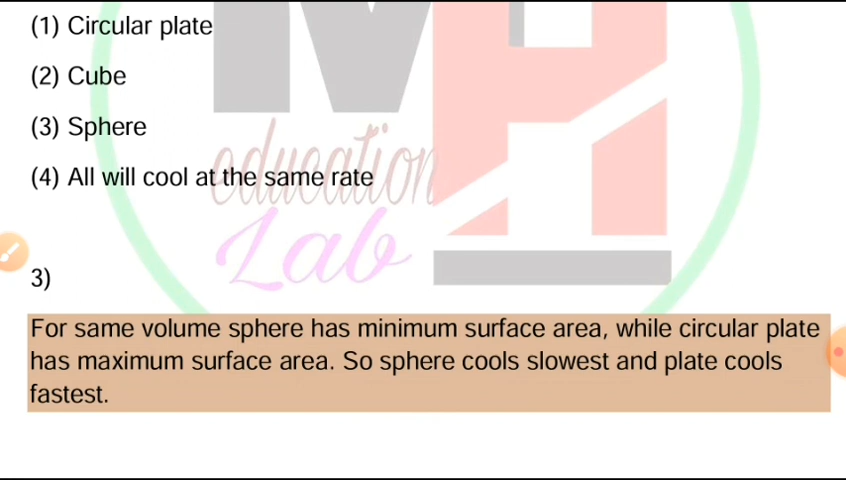 (1) Circular plate
(2) Cube
(3) Sphere
(4) All will cool at the same rate
education
Lab
3)
For same volume sphere has minimum surface area, while circular plate
has maximum surface area. So sphere cools slowest and plate cools
fastest.